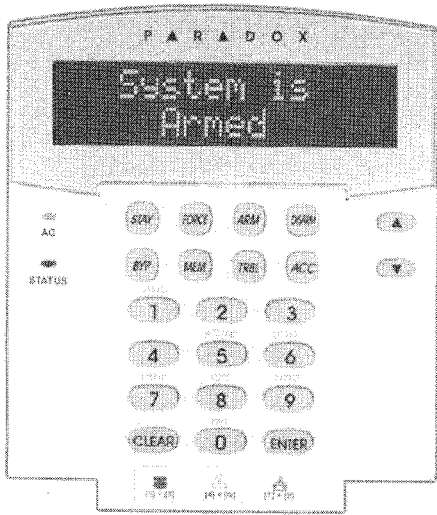 PARADOX
System is
Armed
STAY FORCE ARM DISARM
AC
BYP MEM TRBL ACC
STATUS
1 2 3
4 5 6
7 8 9
CLEAR 0 ENTER